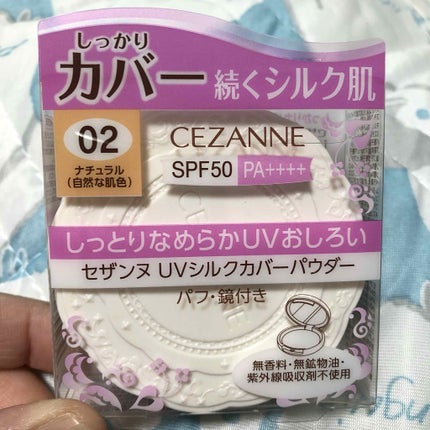 しっかり
カバー 続くシルク肌
02
ナチュラル
(自然な肌色)
CEZANNE
SPF50 PA++++
しっとりなめらかUVおしろい
セザンヌ UVシルクカバーパウダー
パフ・鏡付き
無香料・無鉱物油・
紫外線吸収剤不使用